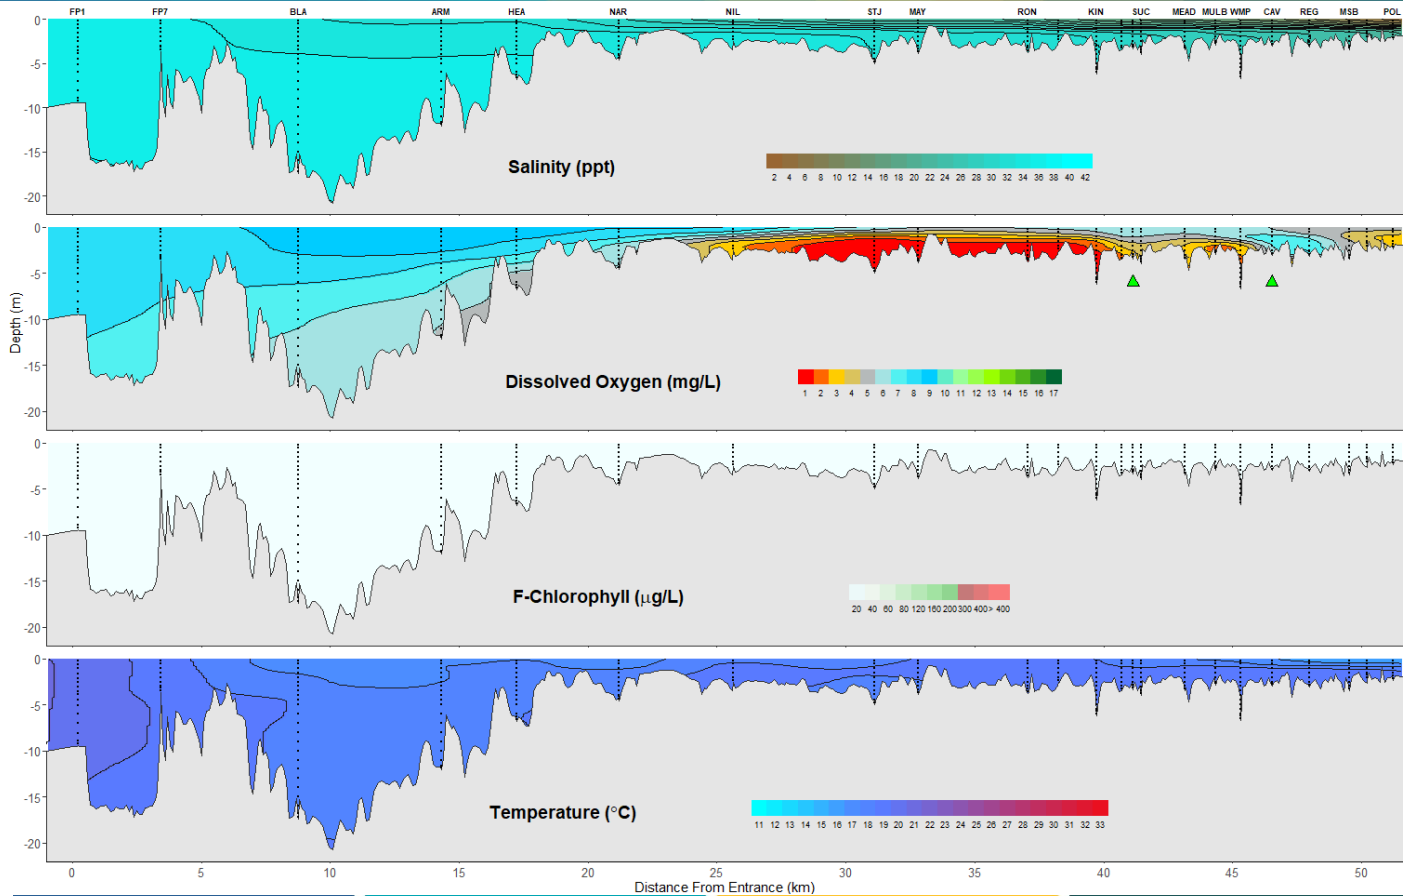 FP1 FP7 BLA ARM HEA NAR NIL STJ MAY RON KIN SUC MEAD MULB WMP CAV REG MSB POL
0
-5
-10
-15
-20
Salinity (ppt)
2 4 6 8 10 12 14 16 18 20 22 24 26 28 30 32 34 36 38 40 42
0
-5
-10
-15
-20
Depth (m)
Dissolved Oxygen (mg/L)
1 2 3 4 5 6 7 8 9 10 11 12 13 14 15 16 17
0
-5
-10
-15
-20
F-Chlorophyll (μg/L)
20 40 60 80 120 160 200 300 400 > 400
0
-5
-10
-15
-20
Temperature (°C)
11 12 13 14 15 16 17 18 19 20 21 22 23 24 25 26 27 28 29 30 31 32 33
0 5 10 15 20 25 30 35 40 45 50
Distance From Entrance (km)